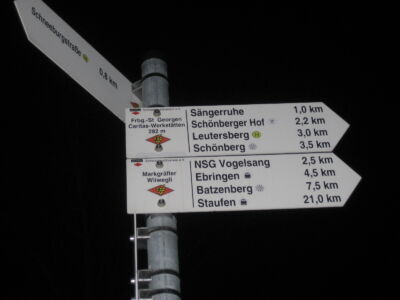 Schneeburgstraße H 0,8 km
Frbg.-St. Georgen
Caritas-Werkstätten
282 m
Sängerruhe 1,0 km
Schönberger Hof 2,2 km
Leutersberg H 3,0 km
Schönberg 3,5 km
Markgräfler
Wiiwegli
NSG Vogelsang 2,5 km
Ebringen 4,5 km
Batzenberg 7,5 km
Staufen 21,0 km